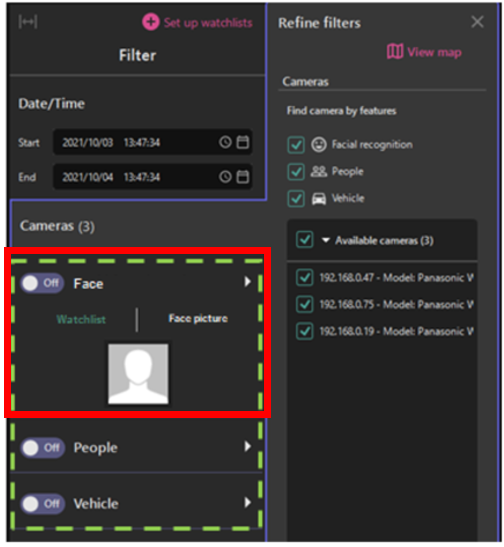 Set up watchlists
Filter
Date/Time
Start 2021/10/03 13:47:34
End 2021/10/04 13:47:34
Cameras (3)
Off Face
Watchlist Face picture
Off People
Off Vehicle
Refine filters
View map
Cameras
Find camera by features
Facial recognition
People
Vehicle
Available cameras (3)
192.168.0.47 - Model: Panasonic W
192.168.0.75 - Model: Panasonic W
192.168.0.19 - Model: Panasonic W